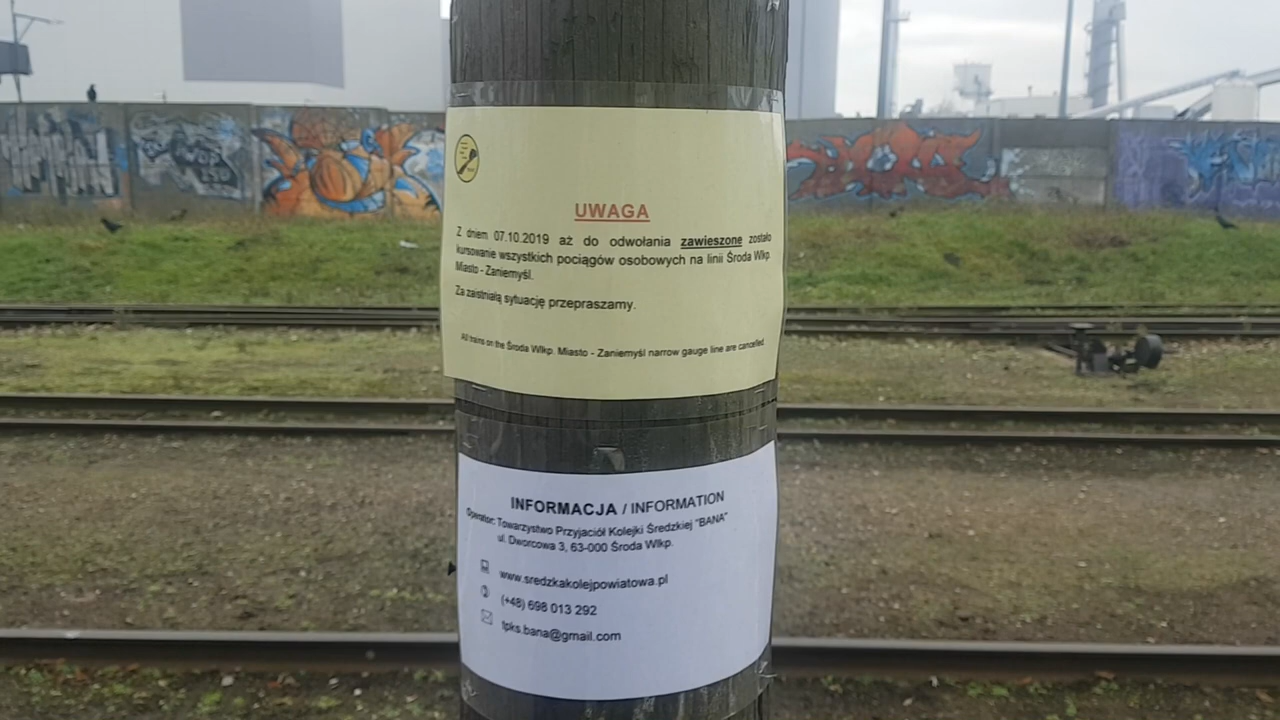 UWAGA
Z dniem 07.10.2019 aż do odwołania zawieszone zostało
kursowanie wszystkich pociągów osobowych na linii Środa Wlkp.
Miasto - Zaniemyśl.
Za zaistniałą sytuację przepraszamy.
All trains on the Środa Wlkp. Miasto - Zaniemyśl narrow gauge line are cancelled.
INFORMACJA / INFORMATION
Operator: Towarzystwo Przyjaciół Kolejki Średzkiej "BANA"
ul. Dworcowa 3, 63-000 Środa Wlkp.
www.sredzkakolejpowiatowa.pl
(+48) 698 013 292
tpks.bana@gmail.com